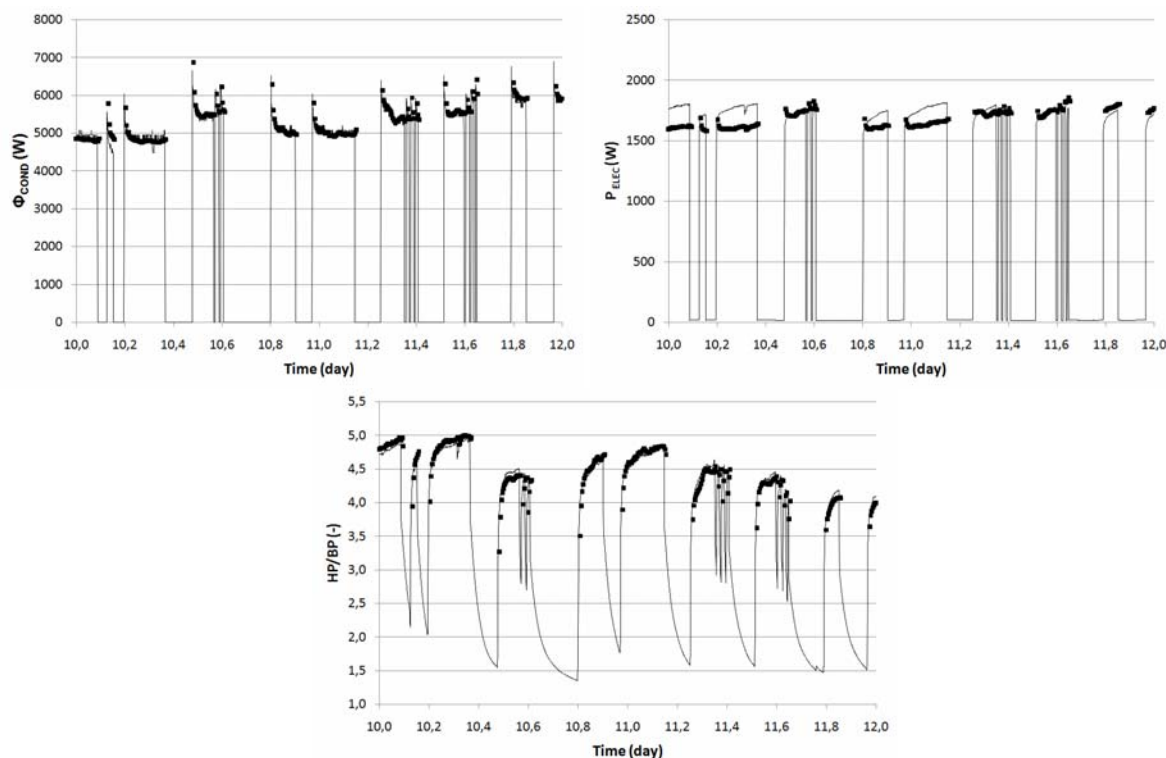 8000
7000
6000
5000
4000
3000
2000
1000
0
ΦCOND (W)
10,0 10,2 10,4 10,6 10,8 11,0 11,2 11,4 11,6 11,8 12,0
Time (day)
2500
2000
1500
1000
500
0
P ELEC (W)
10,0 10,2 10,4 10,6 10,8 11,0 11,2 11,4 11,6 11,8 12,0
Time (day)
5,5
5,0
4,5
4,0
3,5
3,0
2,5
2,0
1,5
1,0
HP/BP (-)
10,0 10,2 10,4 10,6 10,8 11,0 11,2 11,4 11,6 11,8 12,0
Time (day)